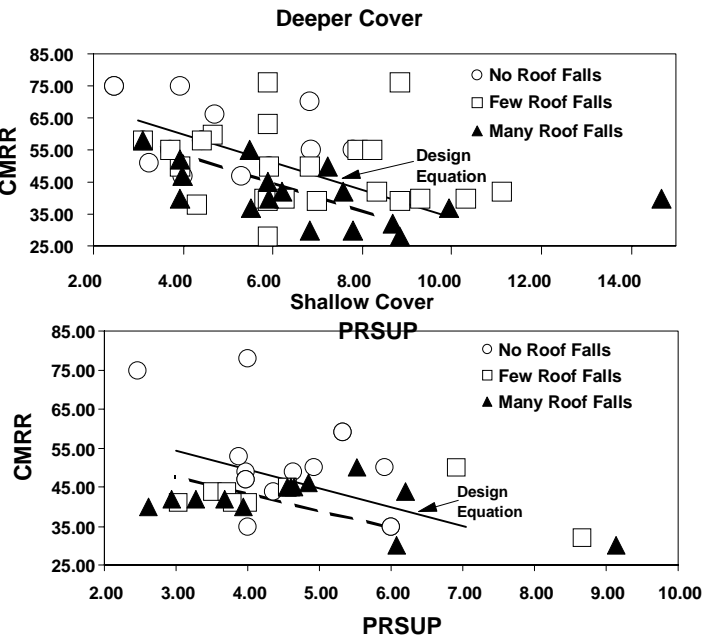 Deeper Cover
85.00
75.00
65.00
55.00
45.00
35.00
25.00
CMRR
No Roof Falls
Few Roof Falls
Many Roof Falls
Design
Equation
2.00 4.00 6.00 8.00 10.00 12.00 14.00
Shallow Cover
PRSUP
85.00
75.00
65.00
55.00
45.00
35.00
25.00
CMRR
No Roof Falls
Few Roof Falls
Many Roof Falls
Design
Equation
2.00 3.00 4.00 5.00 6.00 7.00 8.00 9.00 10.00
PRSUP